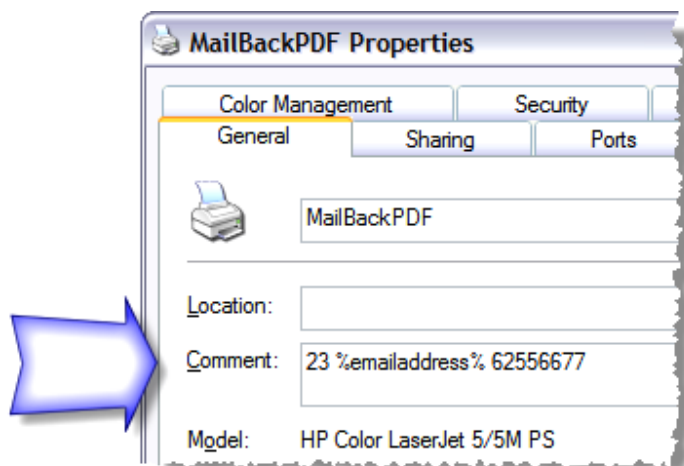 MailBackPDF Properties
Color Management Security
General Sharing Ports
MailBackPDF
Location:
Comment: 23 %emailaddress% 62556677
Model: HP Color LaserJet 5/5M PS